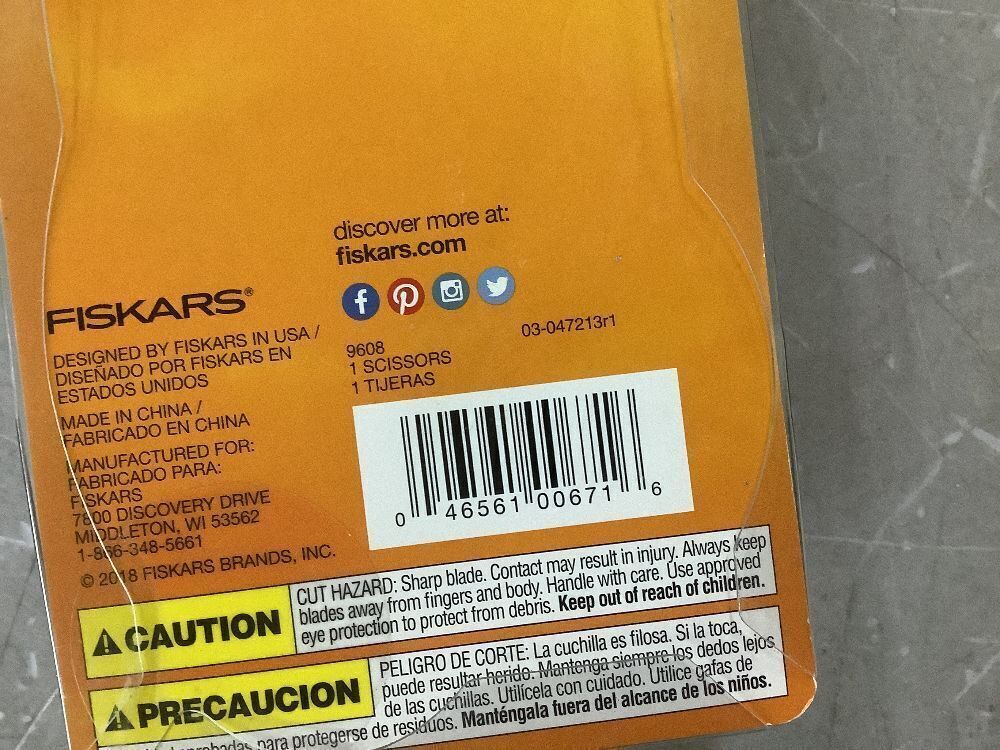 discover more at:
fiskars.com
FISKARS®
DESIGNED BY FISKARS IN USA /
DISEÑADO POR FISKARS EN
ESTADOS UNIDOS
MADE IN CHINA /
FABRICADO EN CHINA
MANUFACTURED FOR:
FABRICADO PARA:
FISKARS
7800 DISCOVERY DRIVE
MIDDLETON, WI 53562
1-866-348-5661
© 2018 FISKARS BRANDS, INC.
03-047213r1
9608
1 SCISSORS
1 TIJERAS
0 46561 00671 6
CAUTION
CUT HAZARD: Sharp blade. Contact may result in injury. Always keep
blades away from fingers and body. Handle with care. Use approved
eye protection to protect from debris. Keep out of reach of children.
PRECAUCION
PELIGRO DE CORTE: La cuchilla es filosa. Si la toca,
puede resultar herido. Mantenga siempre los dedos lejos
de las cuchillas. Utilícela con cuidado. Utilice gafas de
para protegerse de residuos. Manténgala fuera del alcance de los niños.